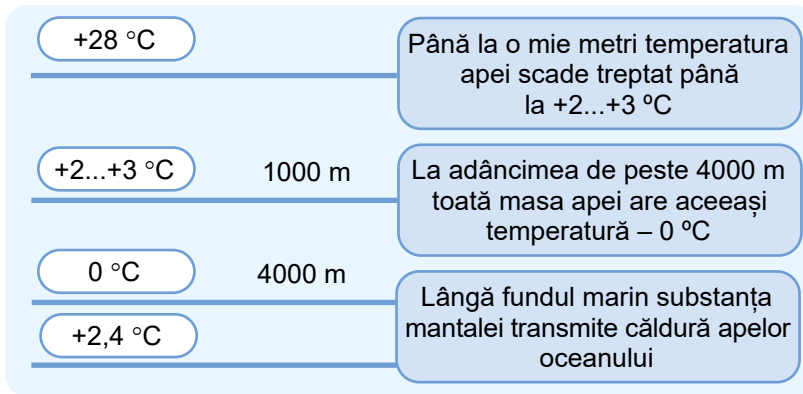 +28 °C
Până la o mie metri temperatura
apei scade treptat până
la +2...+3 ºC
+2...+3 °C
1000 m
La adâncimea de peste 4000 m
toată masa apei are aceeași
temperatură – 0 ºC
0 °C
4000 m
Lângă fundul marin substanța
mantalei transmite căldură apelor
oceanului
+2,4 °C